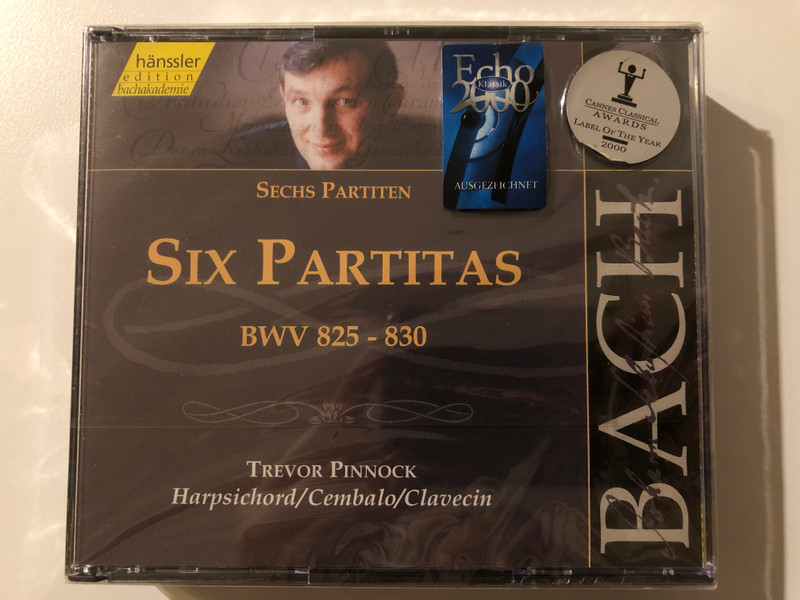 hänssler
edition
bachakademie
Echo
Klassik
2000
AUSGEZEICHNET
CANNES CLASSICAL
AWARDS
LABEL OF THE YEAR
2000
SECHS PARTITEN
SIX PARTITAS
BWV 825 - 830
TREVOR PINNOCK
Harpsichord/Cembalo/Clavecin
BACH